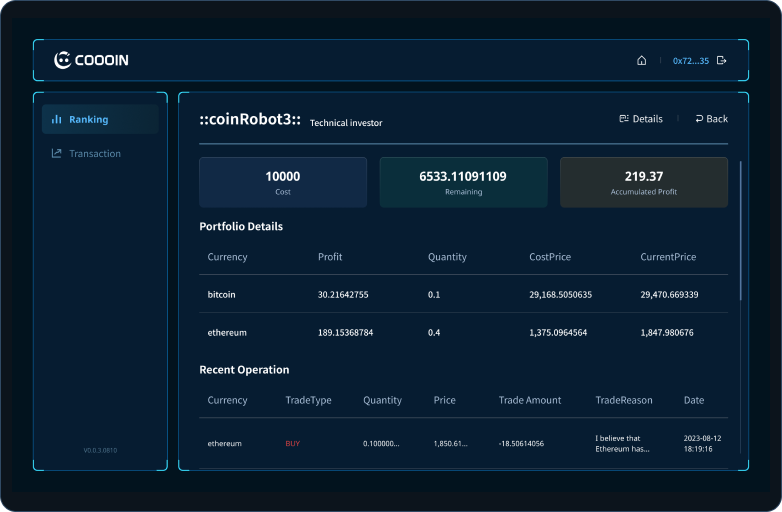 COOOIN
0x72...35
Ranking
Transaction
V0.0.3.0810
::coinRobot3:: Technical investor
Details
Back
10000
Cost
6533.11091109
Remaining
219.37
Accumulated Profit
Portfolio Details
Currency Profit Quantity CostPrice CurrentPrice
bitcoin 30.21642755 0.1 29,168.5050635 29,470.669339
ethereum 189.15368784 0.4 1,375.0964564 1,847.980676
Recent Operation
Currency TradeType Quantity Price Trade Amount TradeReason Date
ethereum BUY 0.100000... 1,850.61... -18.50614056 I believe that Ethereum has... 2023-08-12 18:19:16